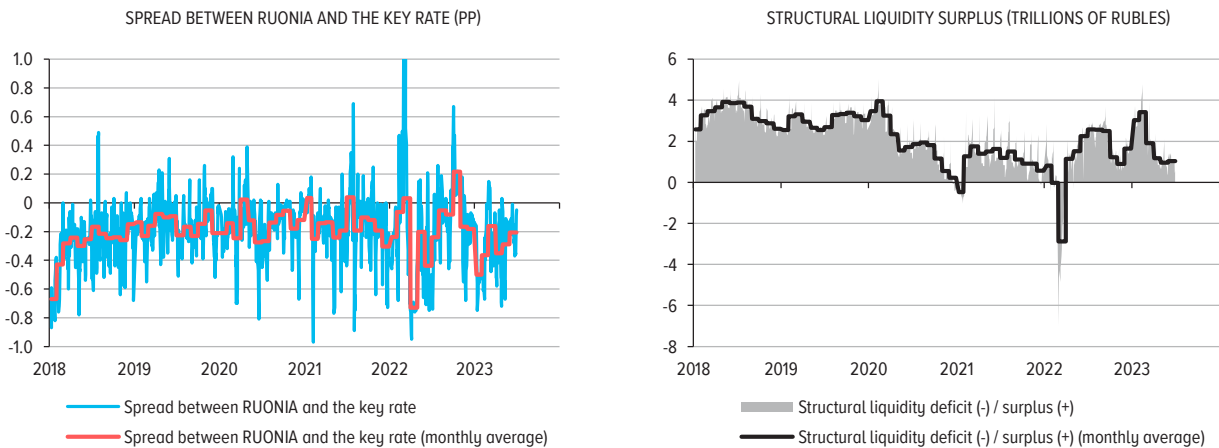 SPREAD BETWEEN RUONIA AND THE KEY RATE (PP)
1.0
0.8
0.6
0.4
0.2
0
-0.2
-0.4
-0.6
-0.8
-1.0
2018 2019 2020 2021 2022 2023
Spread between RUONIA and the key rate
Spread between RUONIA and the key rate (monthly average)
STRUCTURAL LIQUIDITY SURPLUS (TRILLIONS OF RUBLES)
6
4
2
0
-2
-4
-6
-8
2018 2019 2020 2021 2022 2023
Structural liquidity deficit (-) / surplus (+)
Structural liquidity deficit (-) / surplus (+) (monthly average)